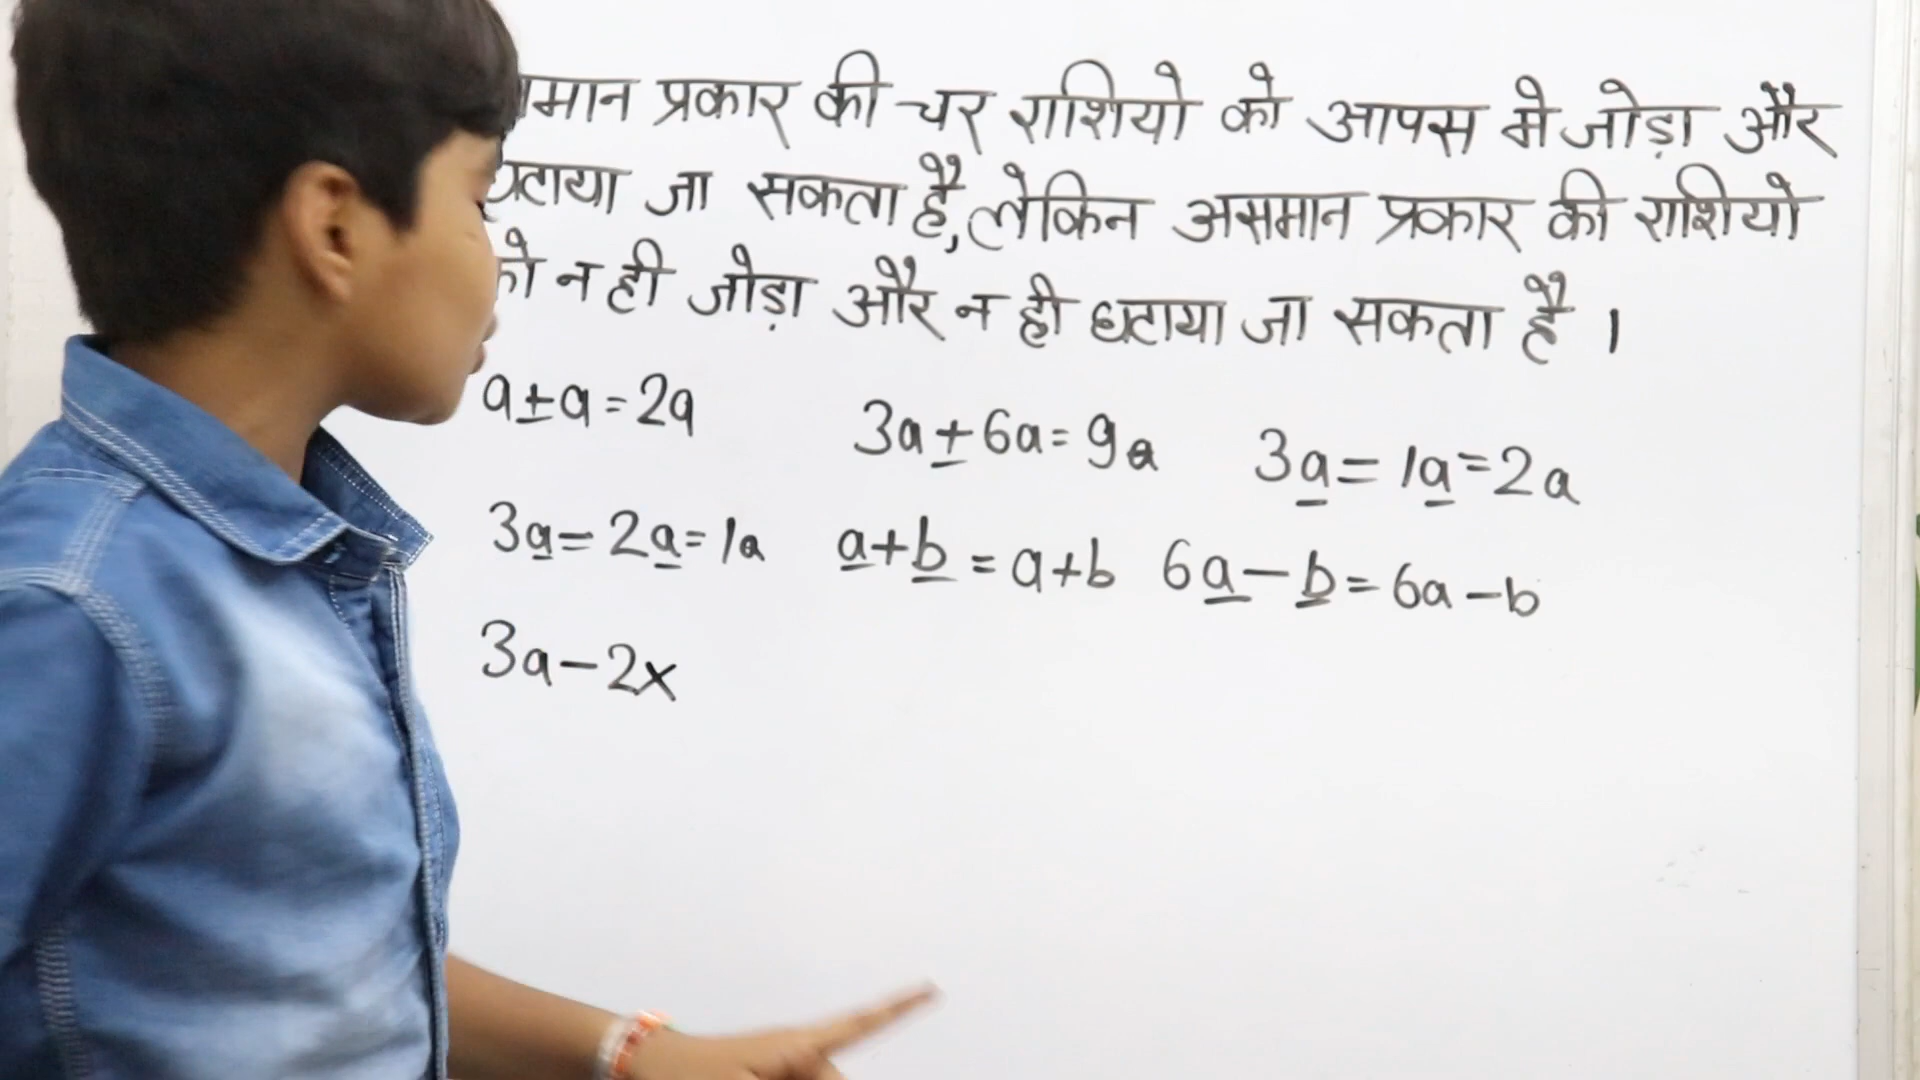 मान प्रकार की चर राशियो को आपस मे जोड़ा और
घटाया जा सकता है, लेकिन असमान प्रकार की राशियो
को न ही जोड़ा और न ही घटाया जा सकता है ।
a±a=2a 3a±6a=9a 3a=1a=2a
3a=2a=1a a+b=a+b 6a-b=6a-b
3a-2x